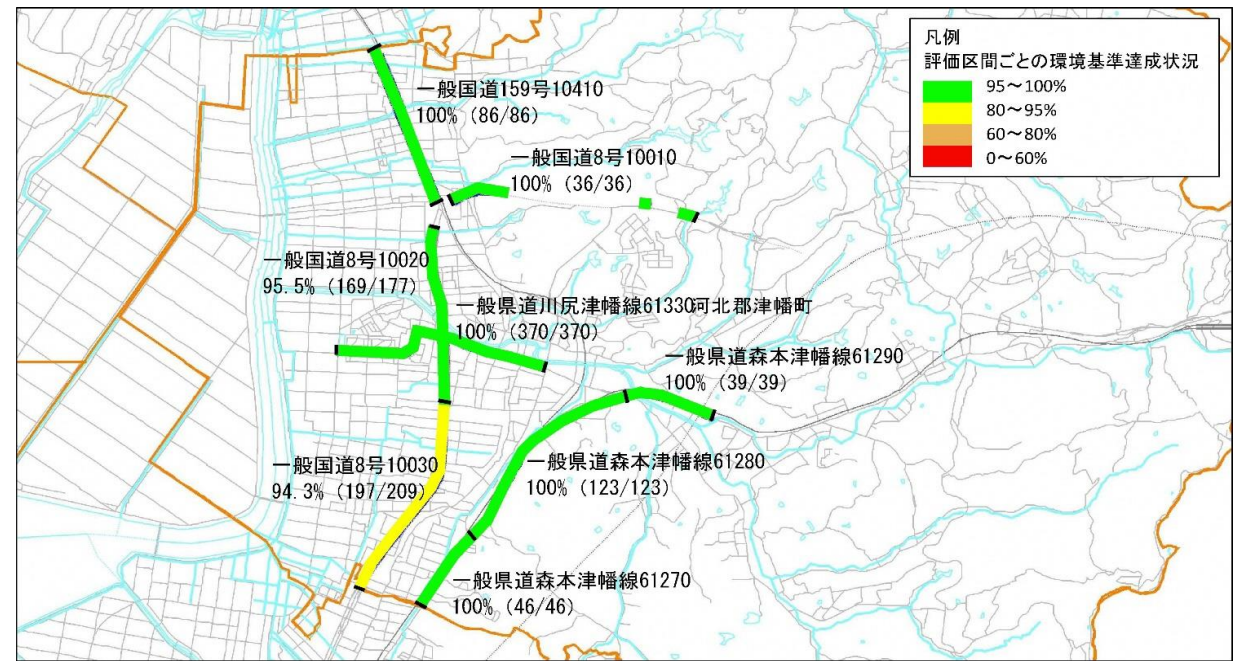 凡例
評価区間ごとの環境基準達成状況
95～100%
80～95%
60～80%
0～60%
一般国道159号10410
100% (86/86)
一般国道8号10010
100% (36/36)
一般国道8号10020
95.5% (169/177)
一般県道川尻津幡線61330
100% (370/370)
河北郡津幡町
一般県道森本津幡線61290
100% (39/39)
一般国道8号10030
94.3% (197/209)
一般県道森本津幡線61280
100% (123/123)
一般県道森本津幡線61270
100% (46/46)